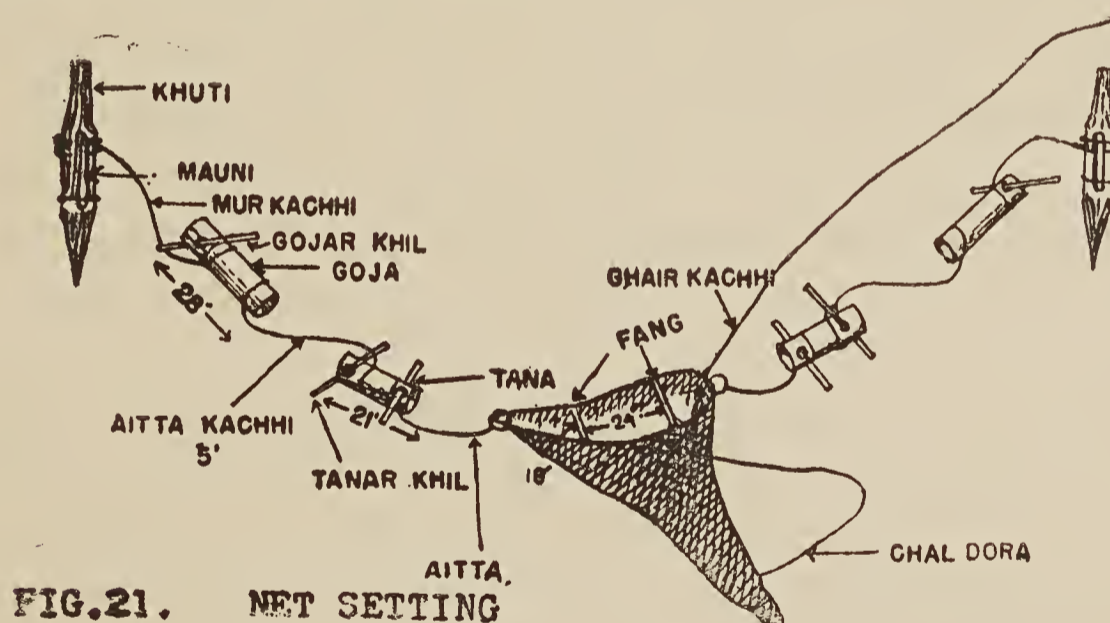 KHUTI
MAUNI
MUR KACHHI
GOJAR KHIL
GOJA
28'
GHAIR KACHHI
FANG
TANA
21'
24'
AITTA KACHHI
5'
TANAR KHIL
18'
AITTA.
CHAL DORA
FIG.21. NET SETTING